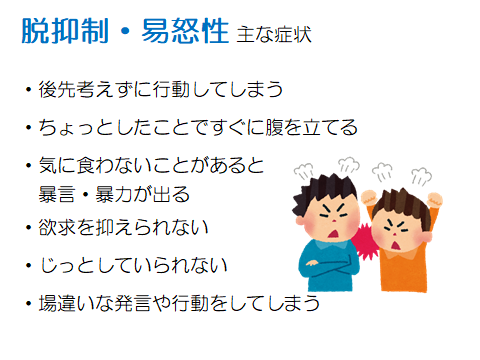 脱抑制・易怒性 主な症状
・後先考えずに行動してしまう
・ちょっとしたことですぐに腹を立てる
・気に食わないことがあると
暴言・暴力が出る
・欲求を抑えられない
・じっとしていられない
・場違いな発言や行動をしてしまう